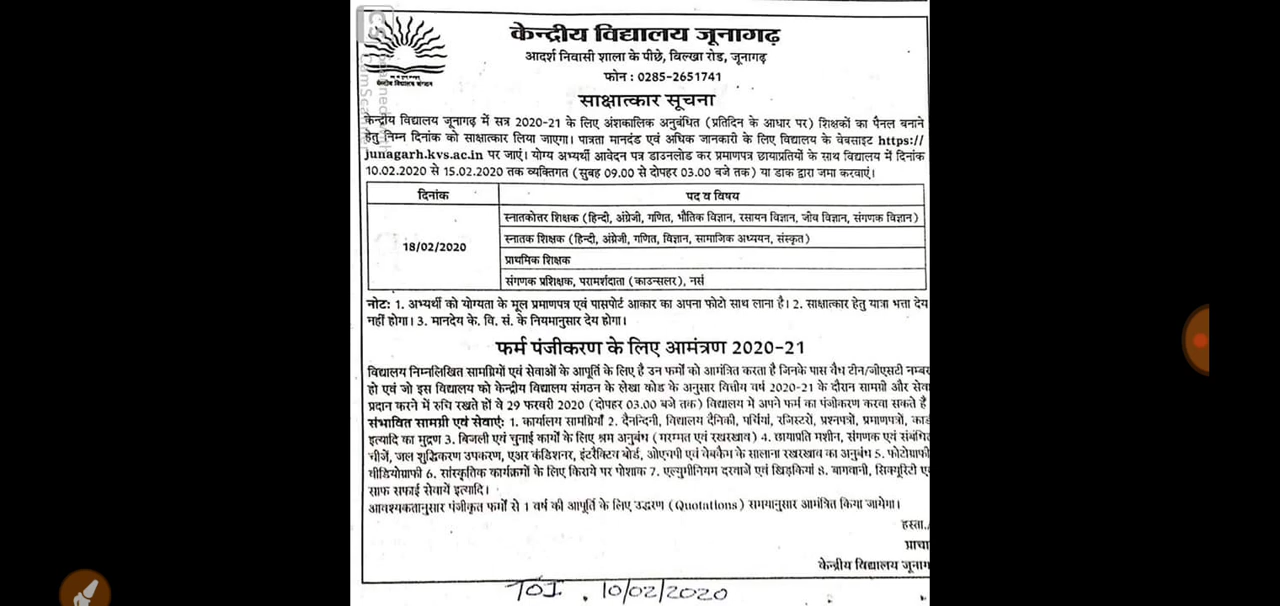 केन्द्रीय विद्यालय जूनागढ़
आदर्श निवासी शाला के पीछे, बिल्खा रोड, जूनागढ़
फोन : 0285-2651741
केन्द्रीय विद्यालय संगठन
साक्षात्कार सूचना
केन्द्रीय विद्यालय जूनागढ़ में सत्र 2020-21 के लिए अंशकालिक अनुबंधित (प्रतिदिन के आधार पर) शिक्षकों का पैनल बनाने
हेतु निम्न दिनांक को साक्षात्कार लिया जाएगा। पात्रता मानदंड एवं अधिक जानकारी के लिए विद्यालय के वेबसाइट https://
junagarh.kvs.ac.in पर जाएं। योग्य अभ्यर्थी आवेदन पत्र डाउनलोड कर प्रमाणपत्र छायाप्रतियों के साथ विद्यालय में दिनांक
10.02.2020 से 15.02.2020 तक व्यक्तिगत (सुबह 09.00 से दोपहर 03.00 बजे तक) या डाक द्वारा जमा करवाएं।
दिनांक पद व विषय
18/02/2020
स्नातकोत्तर शिक्षक (हिन्दी, अंग्रेजी, गणित, भौतिक विज्ञान, रसायन विज्ञान, जीव विज्ञान, संगणक विज्ञान)
स्नातक शिक्षक (हिन्दी, अंग्रेजी, गणित, विज्ञान, सामाजिक अध्ययन, संस्कृत)
प्राथमिक शिक्षक
संगणक प्रशिक्षक, परामर्शदाता (काउन्सलर), नर्स
नोट: 1. अभ्यर्थी को योग्यता के मूल प्रमाणपत्र एवं पासपोर्ट आकार का अपना फोटो साथ लाना है। 2. साक्षात्कार हेतु यात्रा भत्ता देय
नहीं होगा। 3. मानदेय के. वि. सं. के नियमानुसार देय होगा।
फर्म पंजीकरण के लिए आमंत्रण 2020-21
विद्यालय निम्नलिखित सामग्रियों एवं सेवाओं के आपूर्ति के लिए है उन फर्मो को आमंत्रित करता है जिनके पास वैध टीन/जीएसटी नम्बर
हो एवं जो इस विद्यालय को केन्द्रीय विद्यालय संगठन के लेखा कोड के अनुसार वित्तीय वर्ष 2020-21 के दौरान सामग्री और सेवा
प्रदान करने में रुचि रखते हों वे 29 फरवरी 2020 (दोपहर 03.00 बजे तक) विद्यालय मे अपने फर्म का पंजीकरण करवा सकते है
संभावित सामग्री एवं सेवाएं: 1. कार्यालय सामग्रियाँ 2. दैनन्दिनी, विद्यालय दैनिकी, पर्चियां, रजिस्टरों, प्रश्नपत्रो, प्रमाणपत्रों, कार्ड
इत्यादि का मुद्रण 3. बिजली एवं चुनाई कार्यो के लिए श्रम अनुबंध (मरम्मत एवं रखरखाव) 4. छायाप्रति मशीन, संगणक एवं संबंधि
चीजें, जल शुद्धिकरण उपकरण, एअर कंडिशनर, इंटरैक्टिव बोर्ड, ओएचपी एवं वेबकैम के सालाना रखरखाव का अनुबंध 5. फोटोग्राफी
वीडियोग्राफी 6. सांस्कृतिक कार्यक्रमों के लिए किराये पर पोशाक 7. एल्युमीनियम दरवाजे एवं खिड़कियां 8. बागवानी, सिक्यूरिटी ए
साफ सफाई सेवायें इत्यादि।
आवश्यकतानुसार पंजीकृत फर्मो से 1 वर्ष की आपूर्ति के लिए उद्धरण (Quotations) समयानुसार आमंत्रित किया जायेगा।
हस्ता./
प्राचा
केन्द्रीय विद्यालय जूनाग
TOI. 10/02/2020
CS
CamScanner